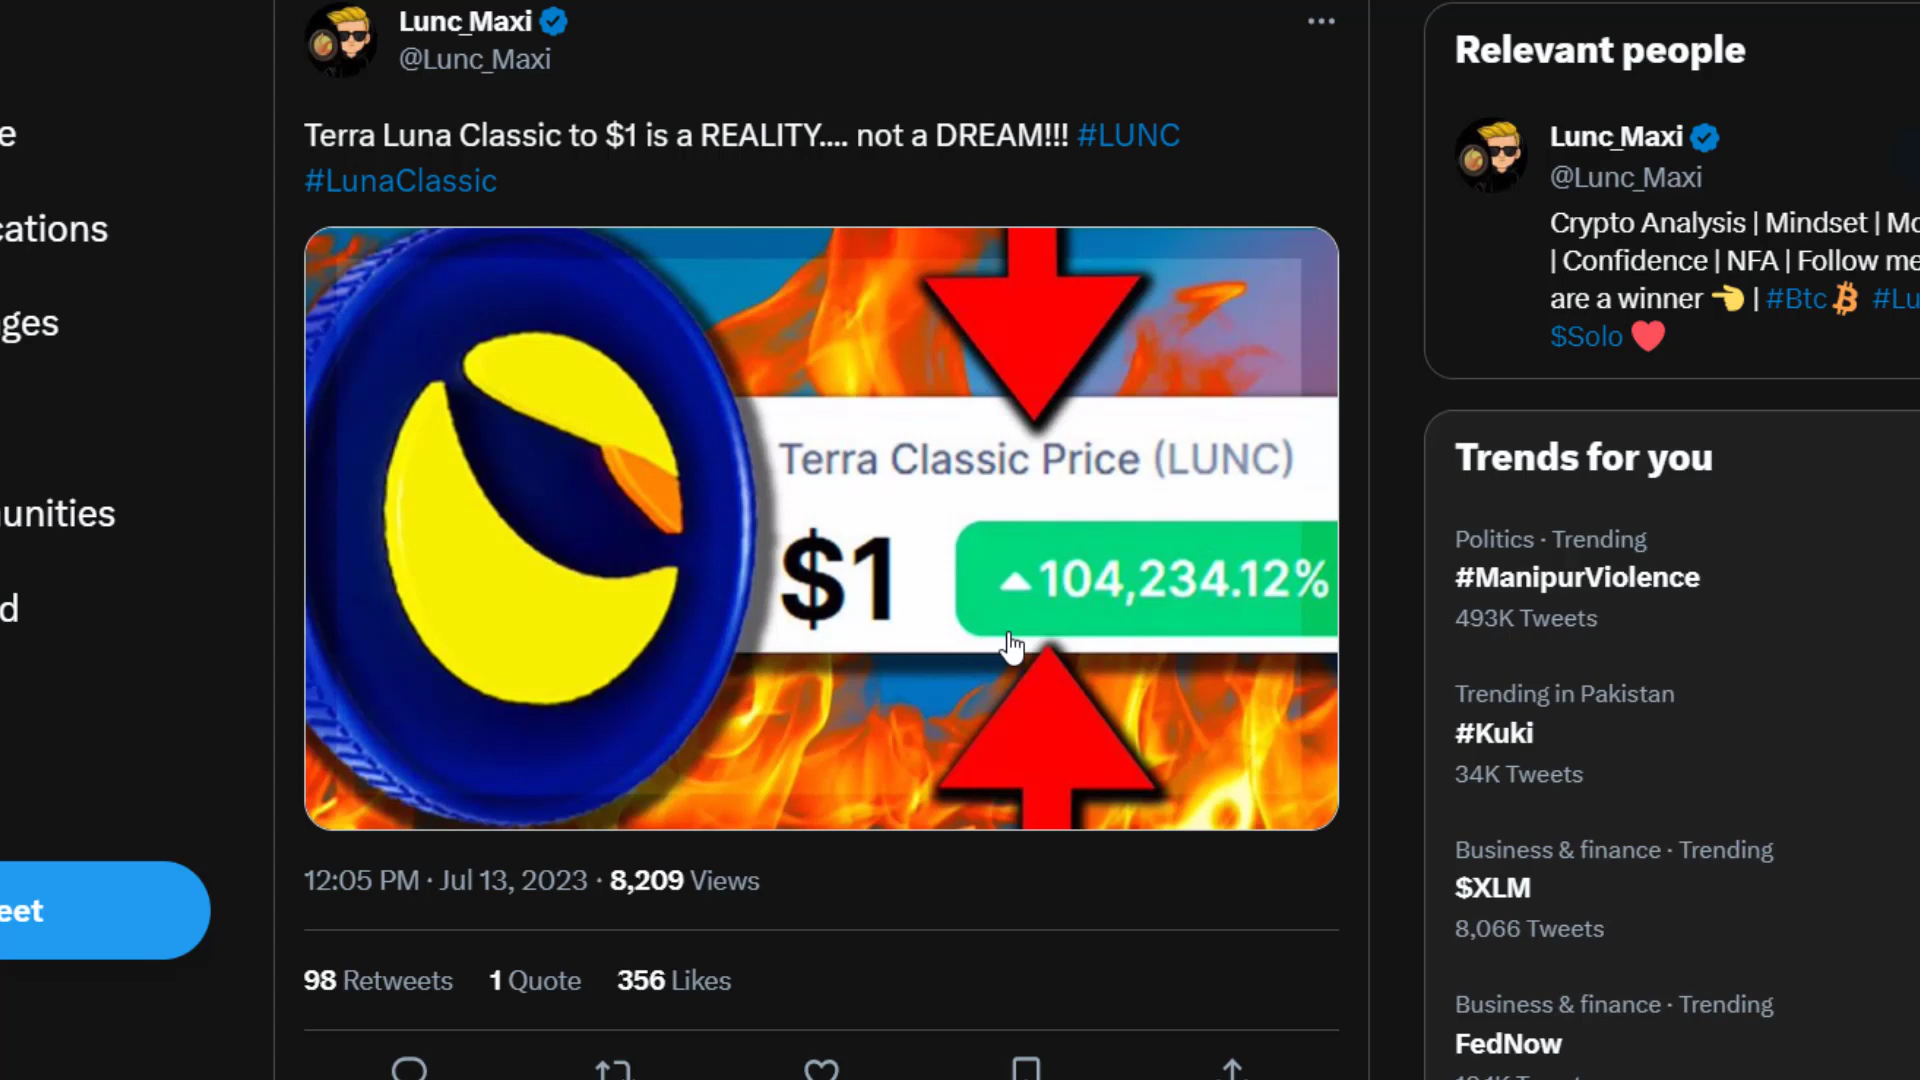 Lunc_Maxi
@Lunc_Maxi
Terra Luna Classic to $1 is a REALITY.... not a DREAM!!! #LUNC
#LunaClassic
Terra Classic Price (LUNC)
$1
104,234.12%
12:05 PM · Jul 13, 2023 · 8,209 Views
98 Retweets 1 Quote 356 Likes
e
cations
ges
unities
d
eet
Relevant people
Lunc_Maxi
@Lunc_Maxi
Crypto Analysis | Mindset | Mo
| Confidence | NFA | Follow me
are a winner 👈 | #Btc #Lu
$Solo ❤️
Trends for you
Politics · Trending
#ManipurViolence
493K Tweets
Trending in Pakistan
#Kuki
34K Tweets
Business & finance · Trending
$XLM
8,066 Tweets
Business & finance · Trending
FedNow